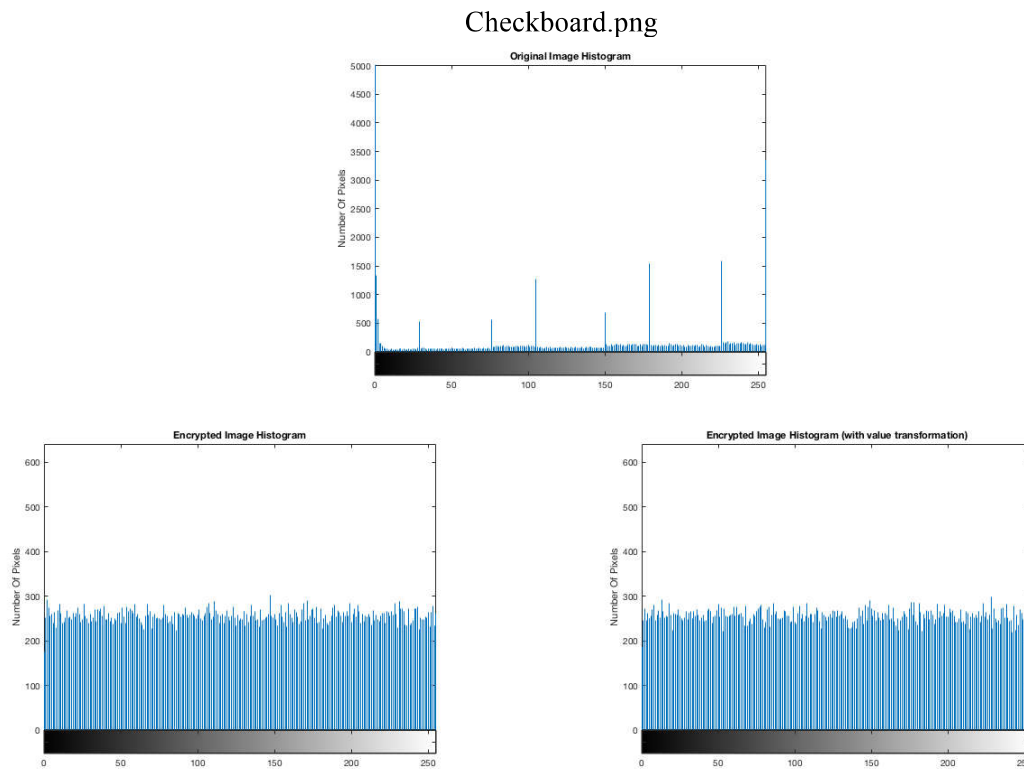 Checkboard.png
Original Image Histogram
Number Of Pixels
5000
4500
4000
3500
3000
2500
2000
1500
1000
500
0
0 50 100 150 200 250
Encrypted Image Histogram
Number Of Pixels
600
500
400
300
200
100
0
0 50 100 150 200 250
Encrypted Image Histogram (with value transformation)
Number Of Pixels
600
500
400
300
200
100
0
0 50 100 150 200